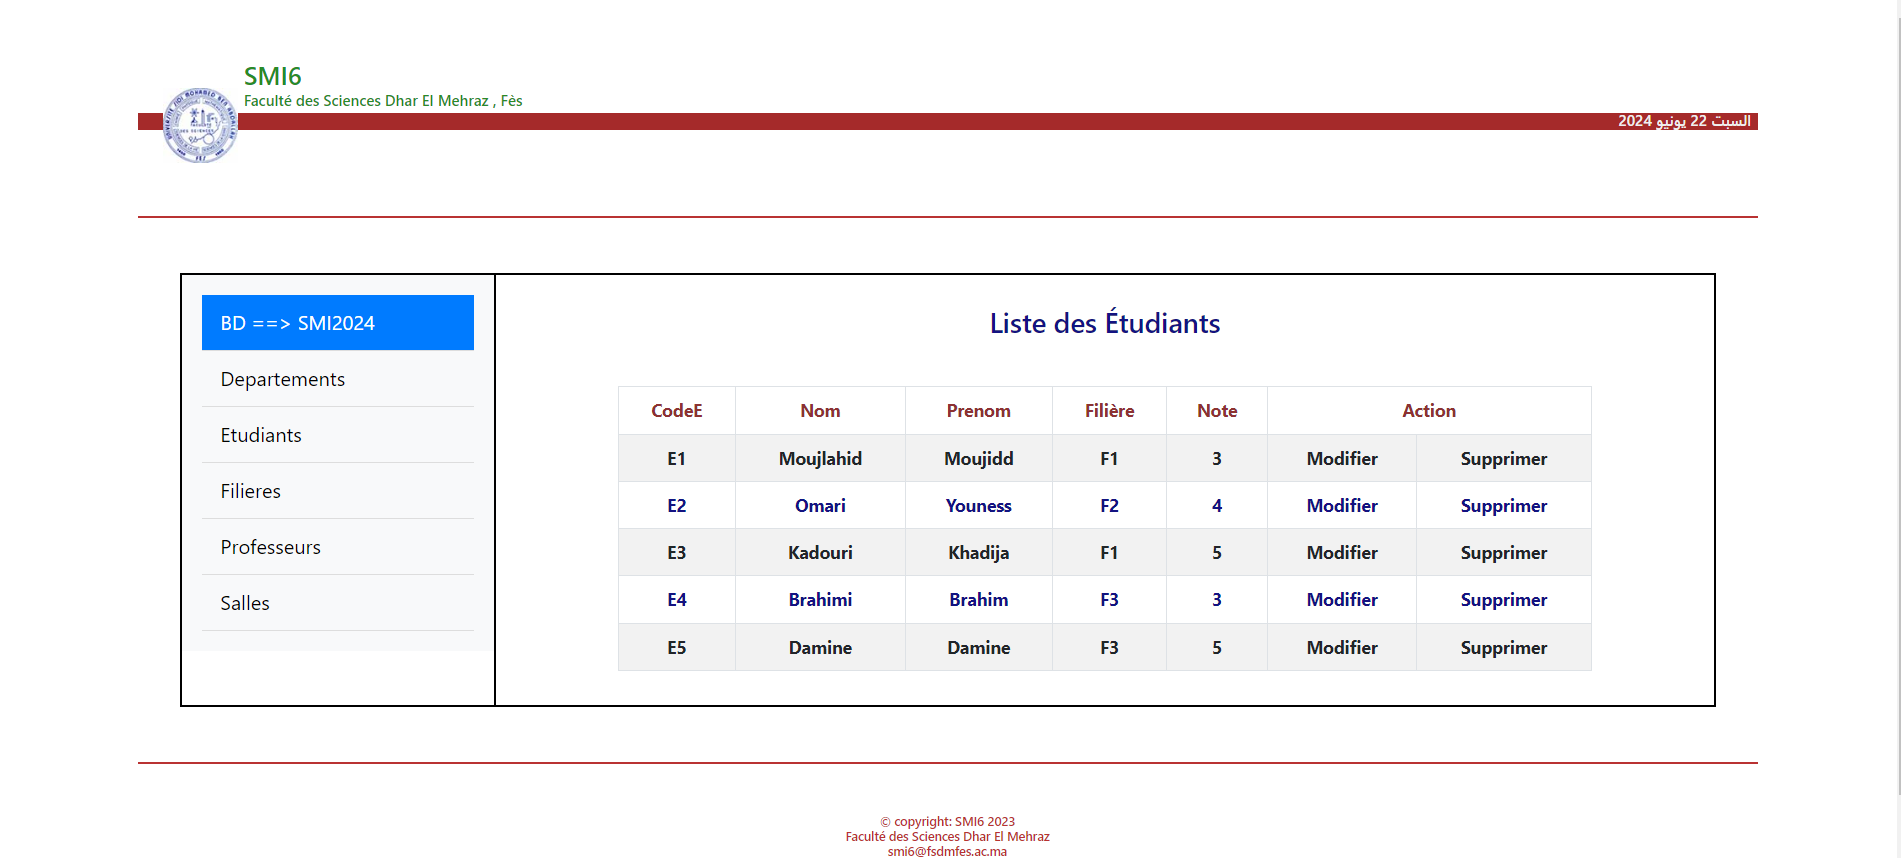 SMI6
Faculté des Sciences Dhar El Mehraz , Fès
السبت 22 يونيو 2024
BD ==> SMI2024
Departements
Etudiants
Filieres
Professeurs
Salles
Liste des Étudiants
CodeE Nom Prenom Filière Note Action
E1 Moujlahid Moujidd F1 3 Modifier Supprimer
E2 Omari Youness F2 4 Modifier Supprimer
E3 Kadouri Khadija F1 5 Modifier Supprimer
E4 Brahimi Brahim F3 3 Modifier Supprimer
E5 Damine Damine F3 5 Modifier Supprimer
© copyright: SMI6 2023
Faculté des Sciences Dhar El Mehraz
smi6@fsdmfes.ac.ma